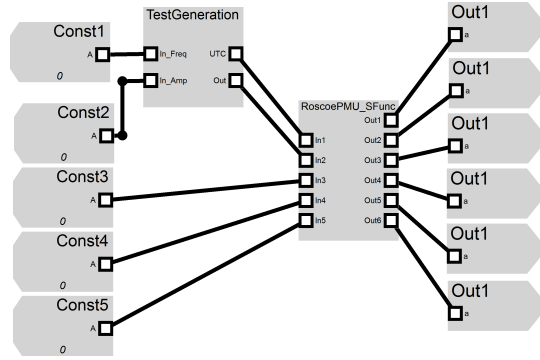 Const1
A
0
Const2
A
0
Const3
A
0
Const4
A
0
Const5
A
0
TestGeneration
In_Freq UTC
In_Amp Out
RoscoePMU_SFunc
Out1
In1 Out2
In2 Out3
In3 Out4
In4 Out5
In5 Out6
Out1
a
Out1
a
Out1
a
Out1
a
Out1
a
Out1
a